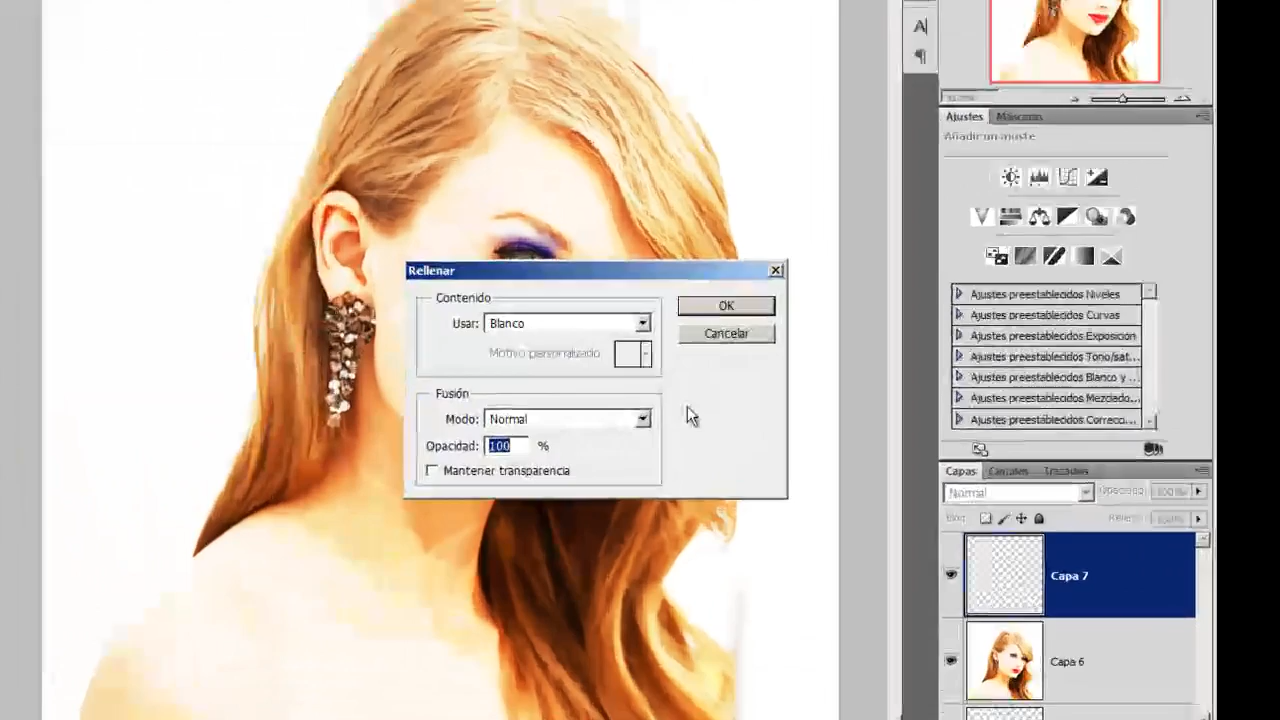 A
¶
Ajustes Máscaras
Añadir un ajuste
Rellenar
Contenido
OK
Usar: Blanco
Cancelar
Motivo personalizado
Fusión
Modo: Normal
Opacidad: 100 %
Mantener transparencia
Ajustes preestablecidos Niveles
Ajustes preestablecidos Curvas
Ajustes preestablecidos Exposición
Ajustes preestablecidos Tono/sat...
Ajustes preestablecidos Blanco y ...
Ajustes preestablecidos Mezclado...
Ajustes preestablecidos Correcc...
Capas Canales Trazados
Normal Opacidad: 100%
Bloq.: Relleno:
Capa 7
Capa 6